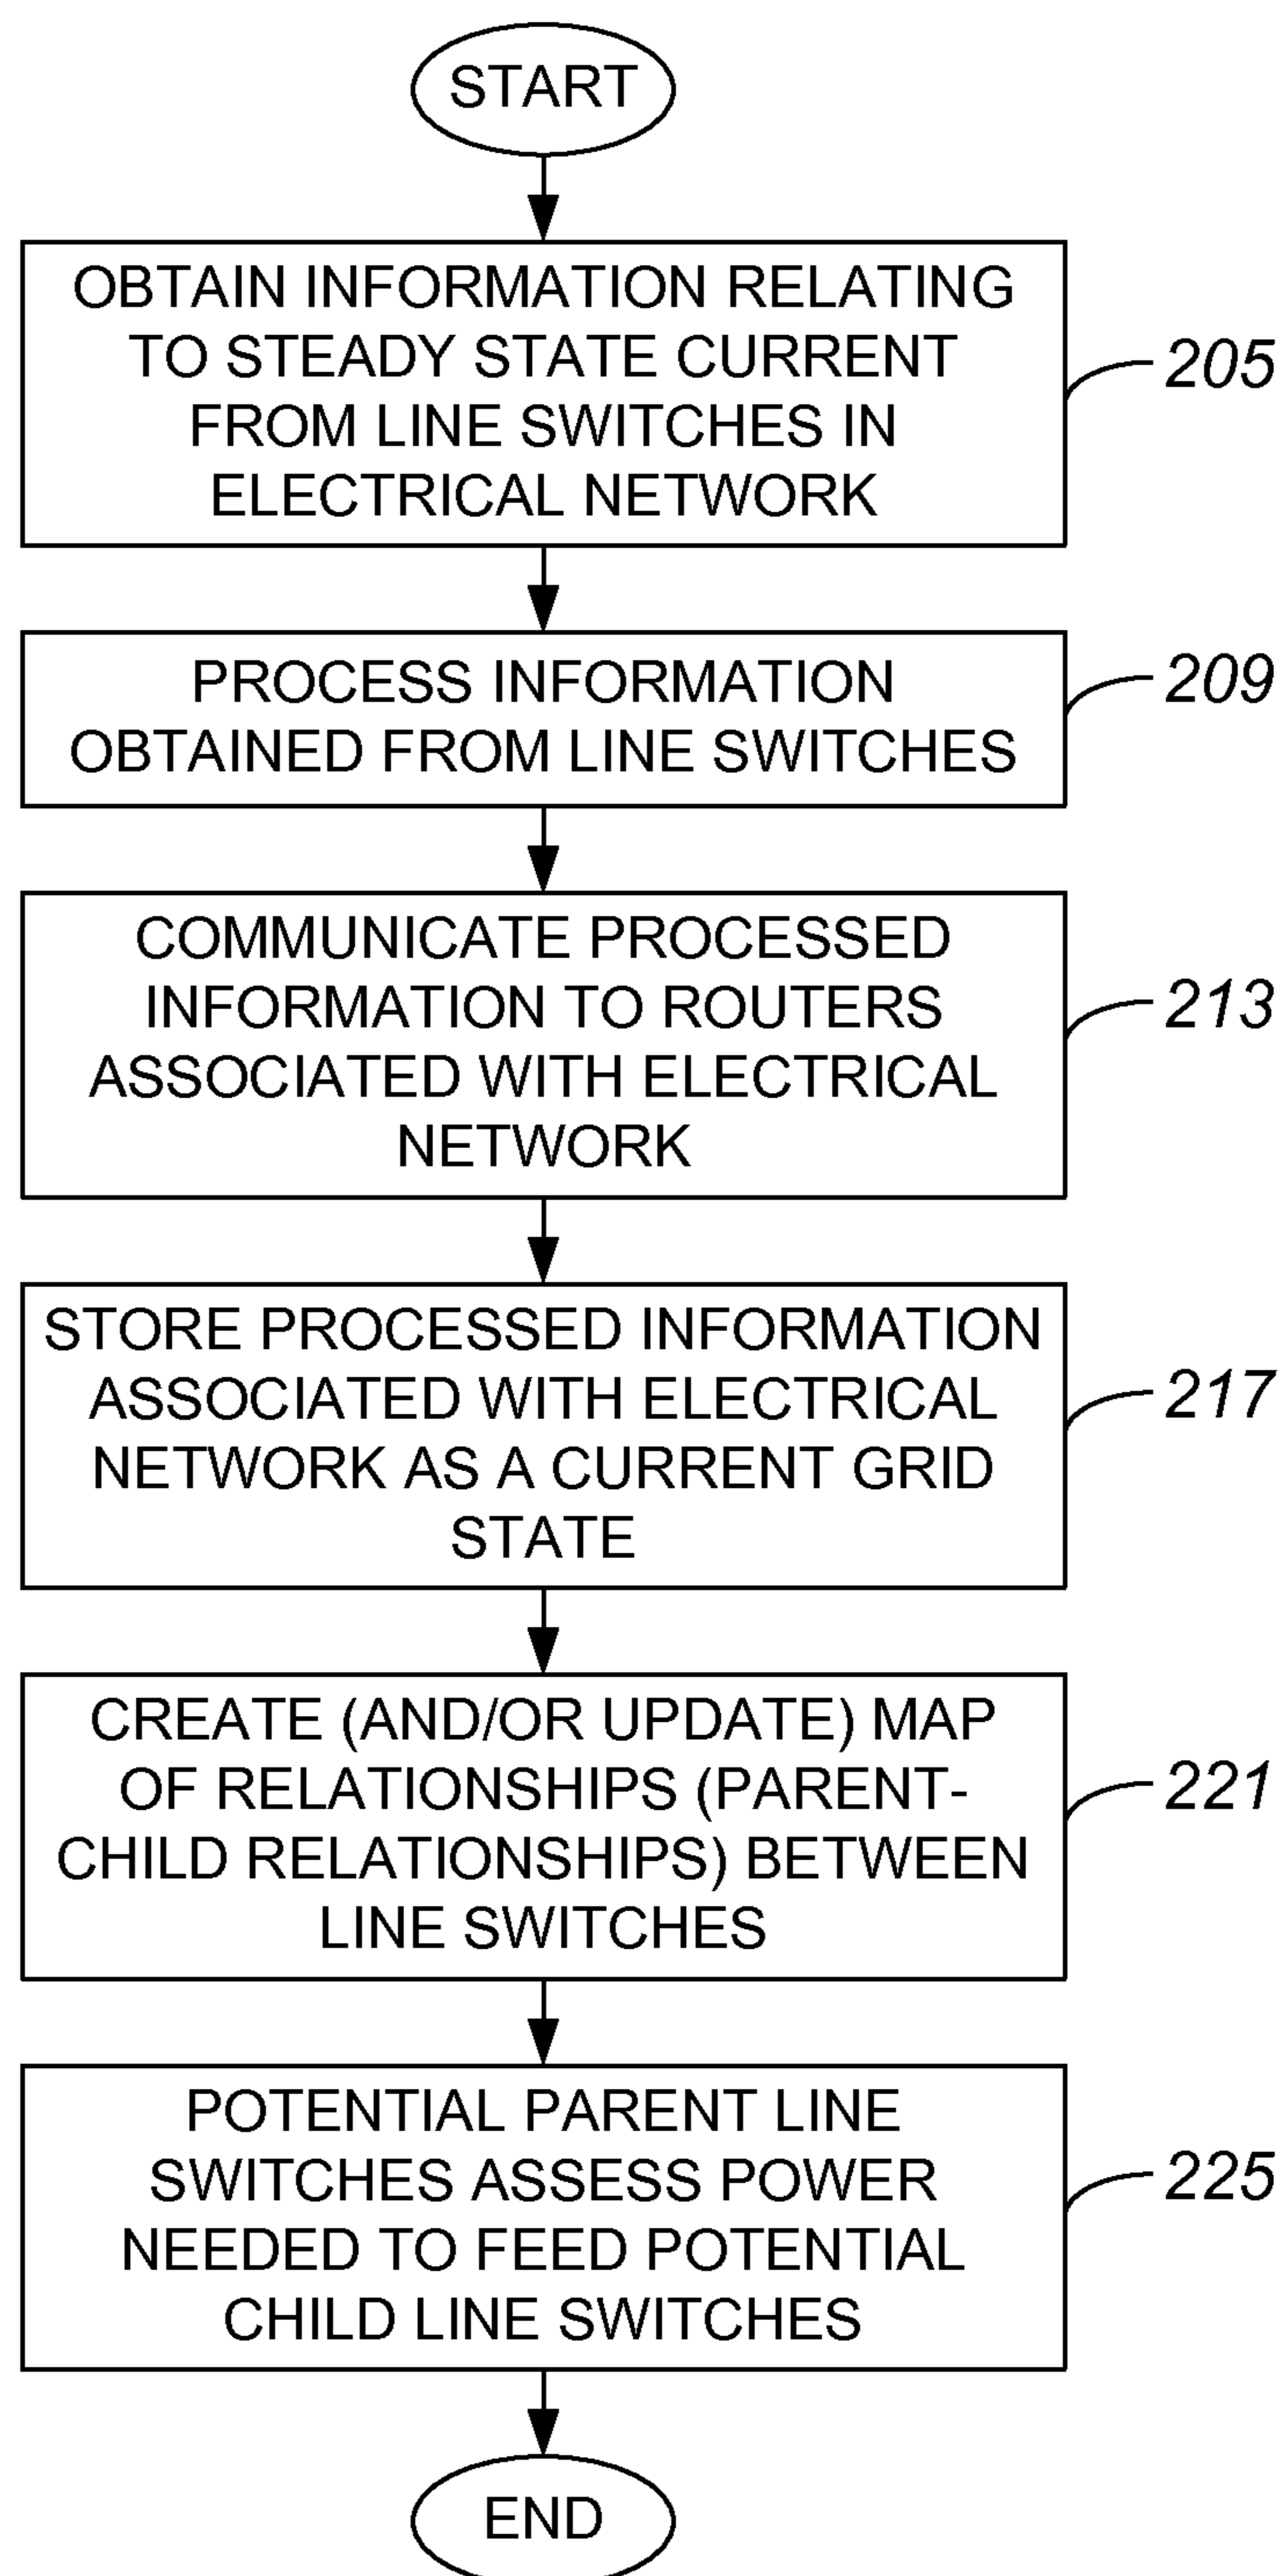 START
OBTAIN INFORMATION RELATING
TO STEADY STATE CURRENT
FROM LINE SWITCHES IN
ELECTRICAL NETWORK
205
PROCESS INFORMATION
OBTAINED FROM LINE SWITCHES
209
COMMUNICATE PROCESSED
INFORMATION TO ROUTERS
ASSOCIATED WITH ELECTRICAL
NETWORK
213
STORE PROCESSED INFORMATION
ASSOCIATED WITH ELECTRICAL
NETWORK AS A CURRENT GRID
STATE
217
CREATE (AND/OR UPDATE) MAP
OF RELATIONSHIPS (PARENT-
CHILD RELATIONSHIPS) BETWEEN
LINE SWITCHES
221
POTENTIAL PARENT LINE
SWITCHES ASSESS POWER
NEEDED TO FEED POTENTIAL
CHILD LINE SWITCHES
225
END